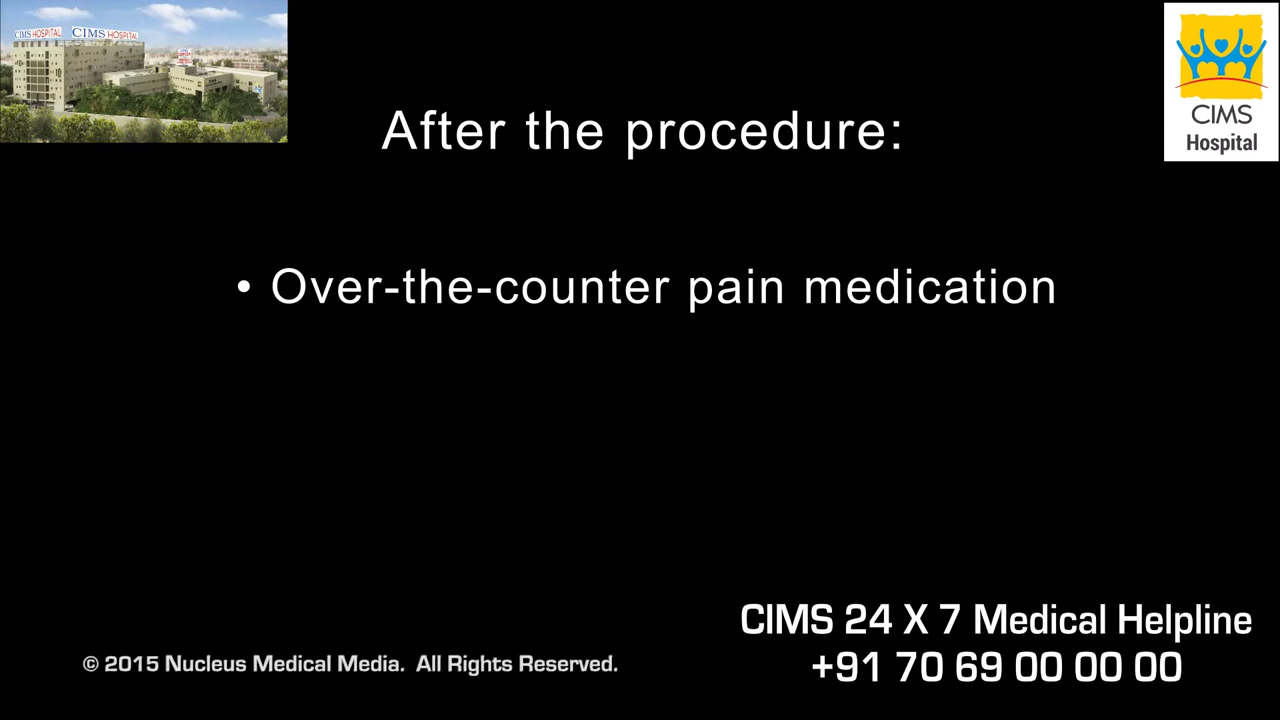 CIMS HOSPITAL CIMS HOSPITAL
CIMS
Hospital
After the procedure:
• Over-the-counter pain medication
CIMS 24 X 7 Medical Helpline
+91 70 69 00 00 00
© 2015 Nucleus Medical Media. All Rights Reserved.